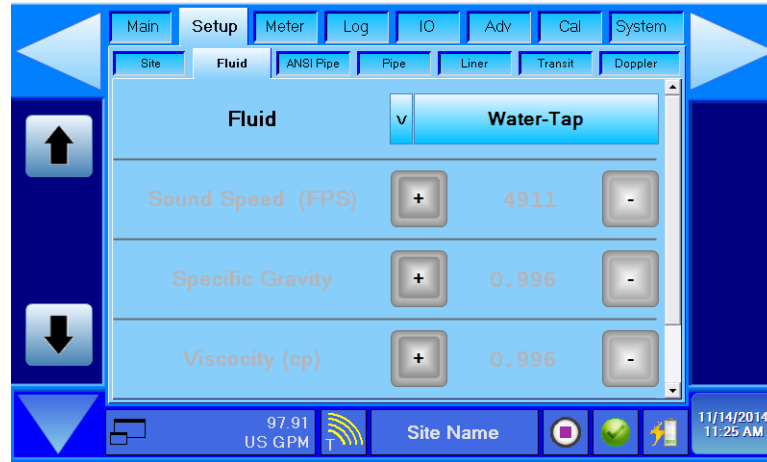 Main Setup Meter Log IO Adv Cal System
Site Fluid ANSI Pipe Pipe Liner Transit Doppler
Fluid v Water-Tap
Sound Speed (FPS) + 4911 -
Specific Gravity + 0.996 -
Viscocity (cp) + 0.996 -
97.91
US GPM T Site Name
11/14/2014
11:25 AM